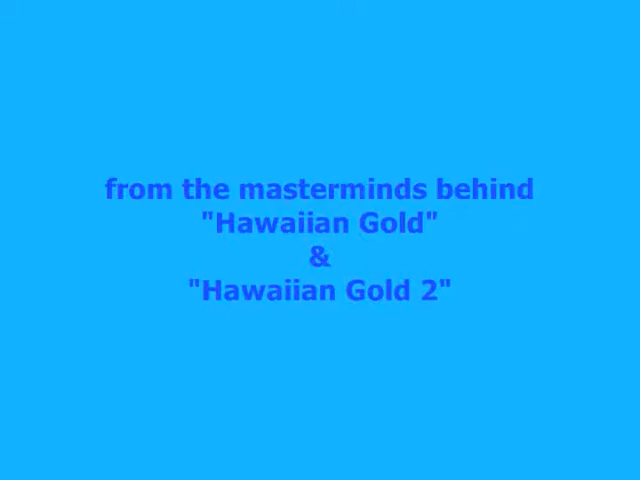 from the masterminds behind
"Hawaiian Gold"
&
"Hawaiian Gold 2"